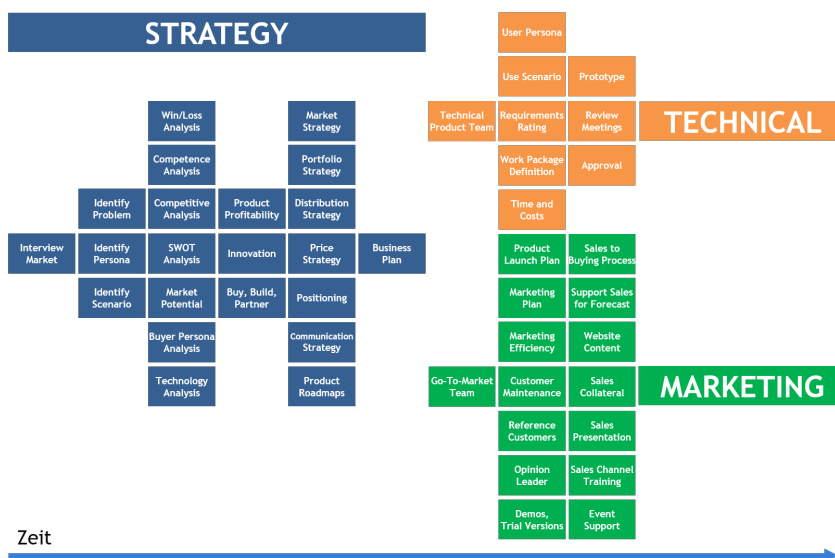 STRATEGY
Win/Loss
Analysis
Market
Strategy
Competence
Analysis
Portfolio
Strategy
Identify
Problem
Competitive
Analysis
Product
Profitability
Distribution
Strategy
Interview
Market
Identify
Persona
SWOT
Analysis
Innovation
Price
Strategy
Business
Plan
Identify
Scenario
Market
Potential
Buy, Build,
Partner
Positioning
Buyer Persona
Analysis
Communication
Strategy
Technology
Analysis
Product
Roadmaps
User Persona
Use Scenario
Prototype
Technical
Product Team
Requirements
Rating
Review
Meetings
TECHNICAL
Work Package
Definition
Approval
Time and
Costs
Product
Launch Plan
Sales to
Buying Process
Marketing
Plan
Support Sales
for Forecast
Marketing
Efficiency
Website
Content
Go-To-Market
Team
Customer
Maintenance
Sales
Collateral
MARKETING
Reference
Customers
Sales
Presentation
Opinion
Leader
Sales Channel
Training
Demos,
Trial Versions
Event
Support
Zeit